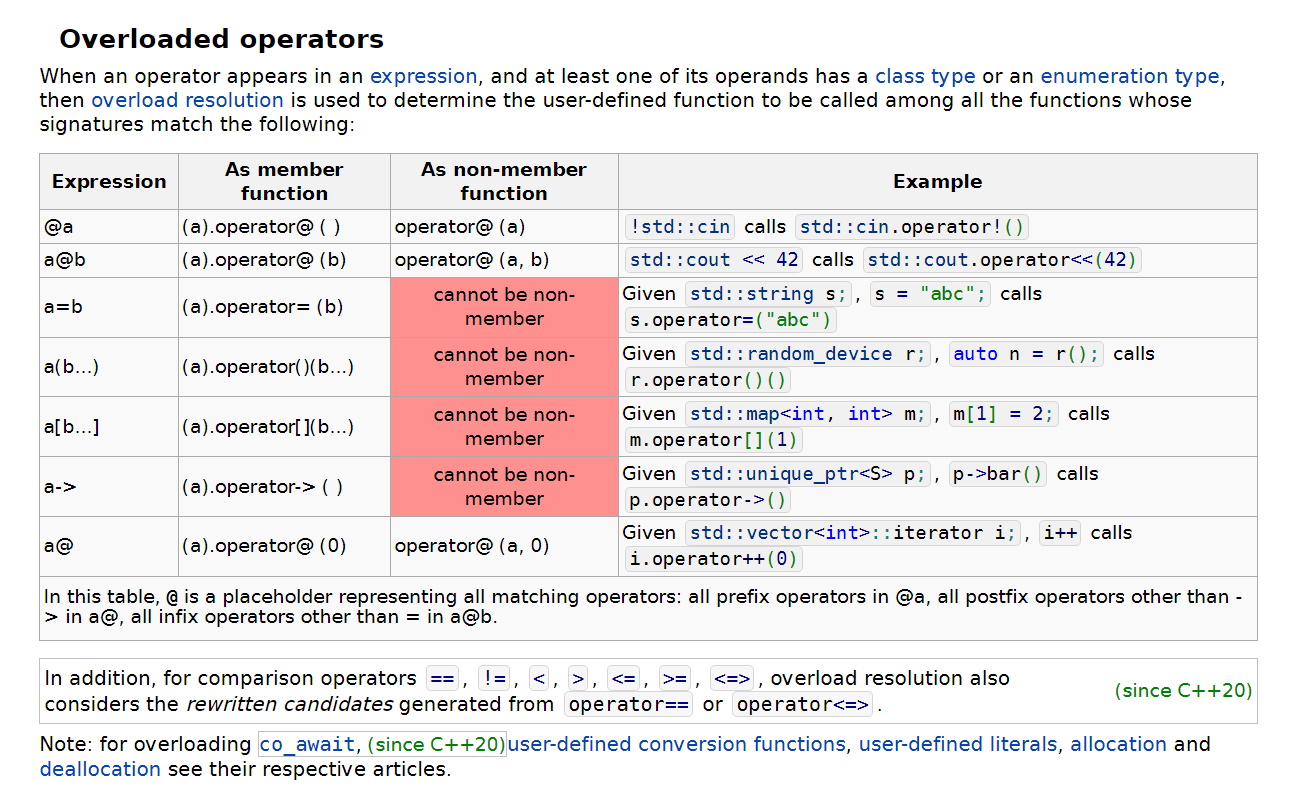 Overloaded operators
When an operator appears in an expression, and at least one of its operands has a class type or an enumeration type,
then overload resolution is used to determine the user-defined function to be called among all the functions whose
signatures match the following:
Expression As member function As non-member function Example
@a (a).operator@ ( ) operator@ (a) !std::cin calls std::cin.operator!()
a@b (a).operator@ (b) operator@ (a, b) std::cout << 42 calls std::cout.operator<<(42)
a=b (a).operator= (b) cannot be non-member Given std::string s;, s = "abc"; calls
s.operator=("abc")
a(b...) (a).operator()(b...) cannot be non-member Given std::random_device r;, auto n = r(); calls
r.operator()()
a[b...] (a).operator[](b...) cannot be non-member Given std::map<int, int> m;, m[1] = 2; calls
m.operator[](1)
a-> (a).operator-> ( ) cannot be non-member Given std::unique_ptr<S> p;, p->bar() calls
p.operator->()
a@ (a).operator@ (0) operator@ (a, 0) Given std::vector<int>::iterator i;, i++ calls
i.operator++(0)
In this table, @ is a placeholder representing all matching operators: all prefix operators in @a, all postfix operators other than -
> in a@, all infix operators other than = in a@b.
In addition, for comparison operators ==, !=, <, >, <=, >=, <=>, overload resolution also
considers the rewritten candidates generated from operator== or operator<=>.
(since C++20)
Note: for overloading co_await, (since C++20)user-defined conversion functions, user-defined literals, allocation and
deallocation see their respective articles.